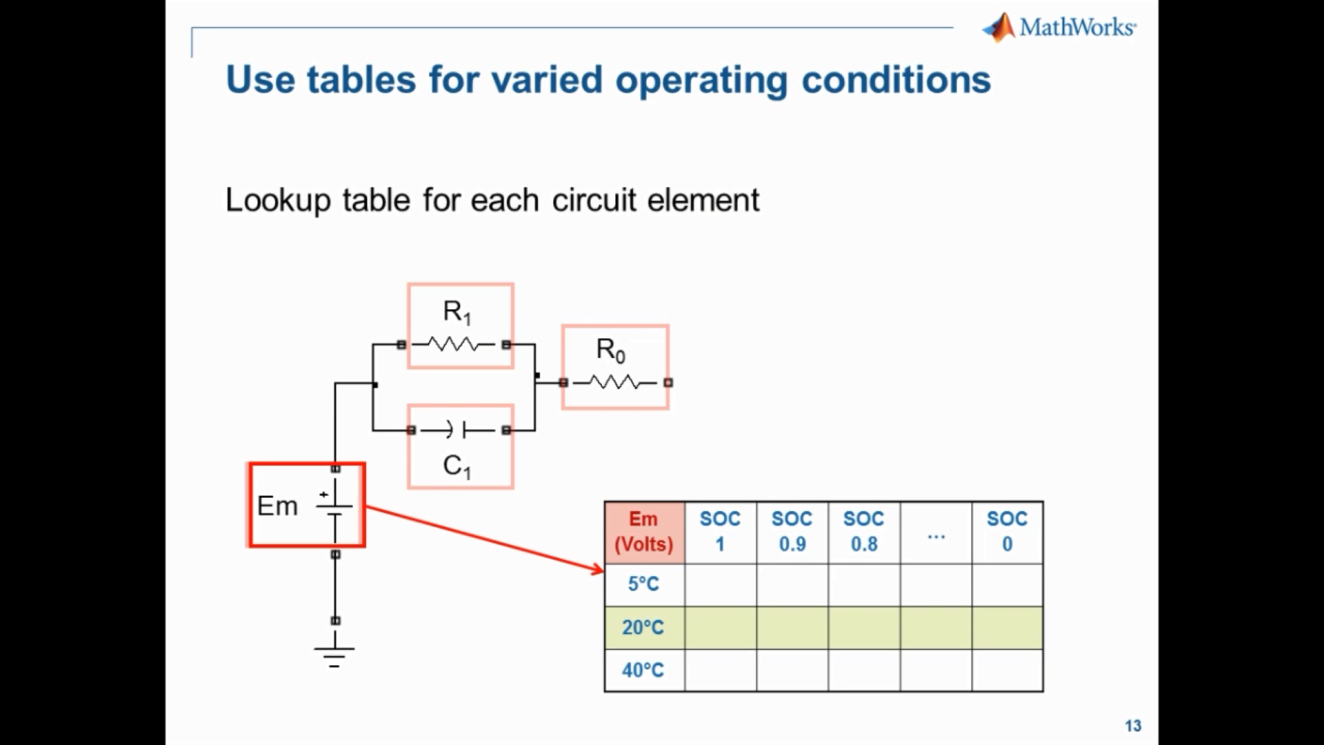 MathWorks®
Use tables for varied operating conditions
Lookup table for each circuit element
R1
R0
C1
Em
+
Em SOC SOC SOC ... SOC
(Volts) 1 0.9 0.8 0
5°C
20°C
40°C
13